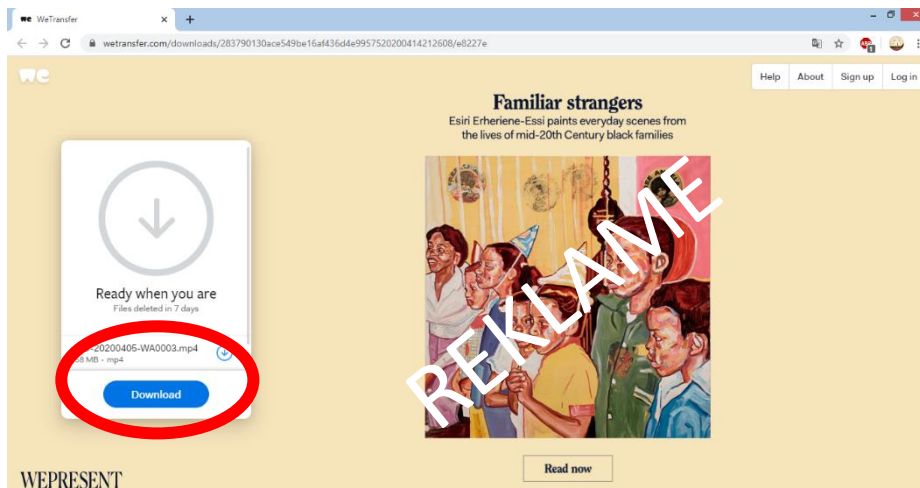 we WeTransfer
wetransfer.com/downloads/283790130ace549be16af436d4e9957520200414212608/e8227e
we
Help About Sign up Log in
Familiar strangers
Esiri Erheriene-Essi paints everyday scenes from
the lives of mid-20th Century black families
REKLAME
Ready when you are
Files deleted in 7 days
-20200405-WA0003.mp4
MB - mp4
Download
Read now
WEPRESENT